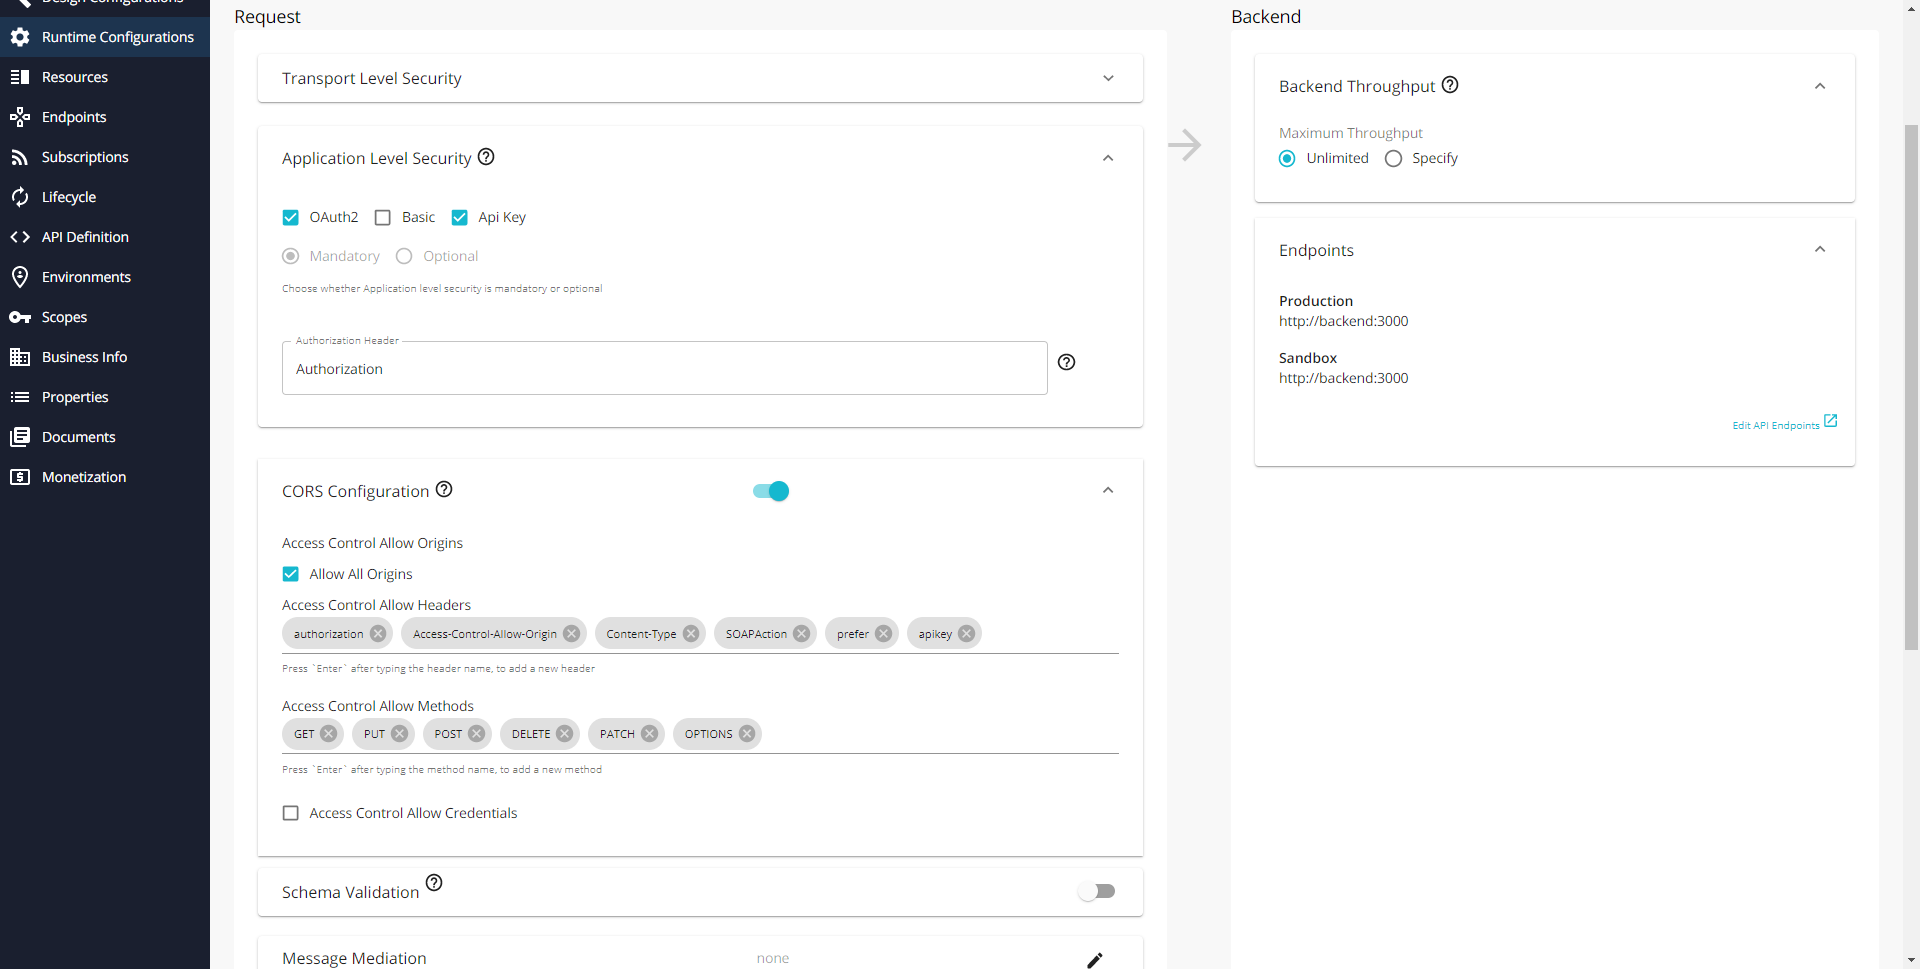 Design Configurations
Runtime Configurations
Resources
Endpoints
Subscriptions
Lifecycle
API Definition
Environments
Scopes
Business Info
Properties
Documents
Monetization
Request
Transport Level Security
Application Level Security
OAuth2 Basic Api Key
Mandatory Optional
Choose whether Application level security is mandatory or optional
Authorization Header
Authorization
CORS Configuration
Access Control Allow Origins
Allow All Origins
Access Control Allow Headers
authorization Access-Control-Allow-Origin Content-Type SOAPAction prefer apikey
Press `Enter` after typing the header name, to add a new header
Access Control Allow Methods
GET PUT POST DELETE PATCH OPTIONS
Press `Enter` after typing the method name, to add a new method
Access Control Allow Credentials
Schema Validation
Message Mediation none
Backend
Backend Throughput
Maximum Throughput
Unlimited Specify
Endpoints
Production
http://backend:3000
Sandbox
http://backend:3000
Edit API Endpoints